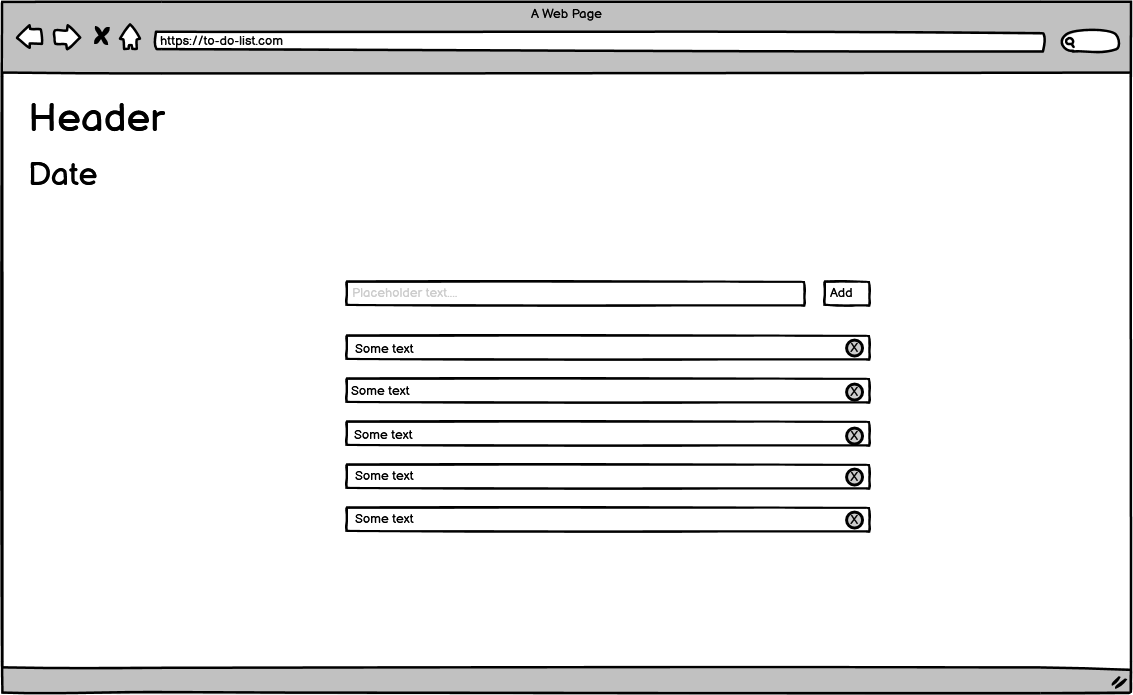 A Web Page
https://to-do-list.com
Header
Date
Placeholder text...
Add
Some text
X
Some text
X
Some text
X
Some text
X
Some text
X